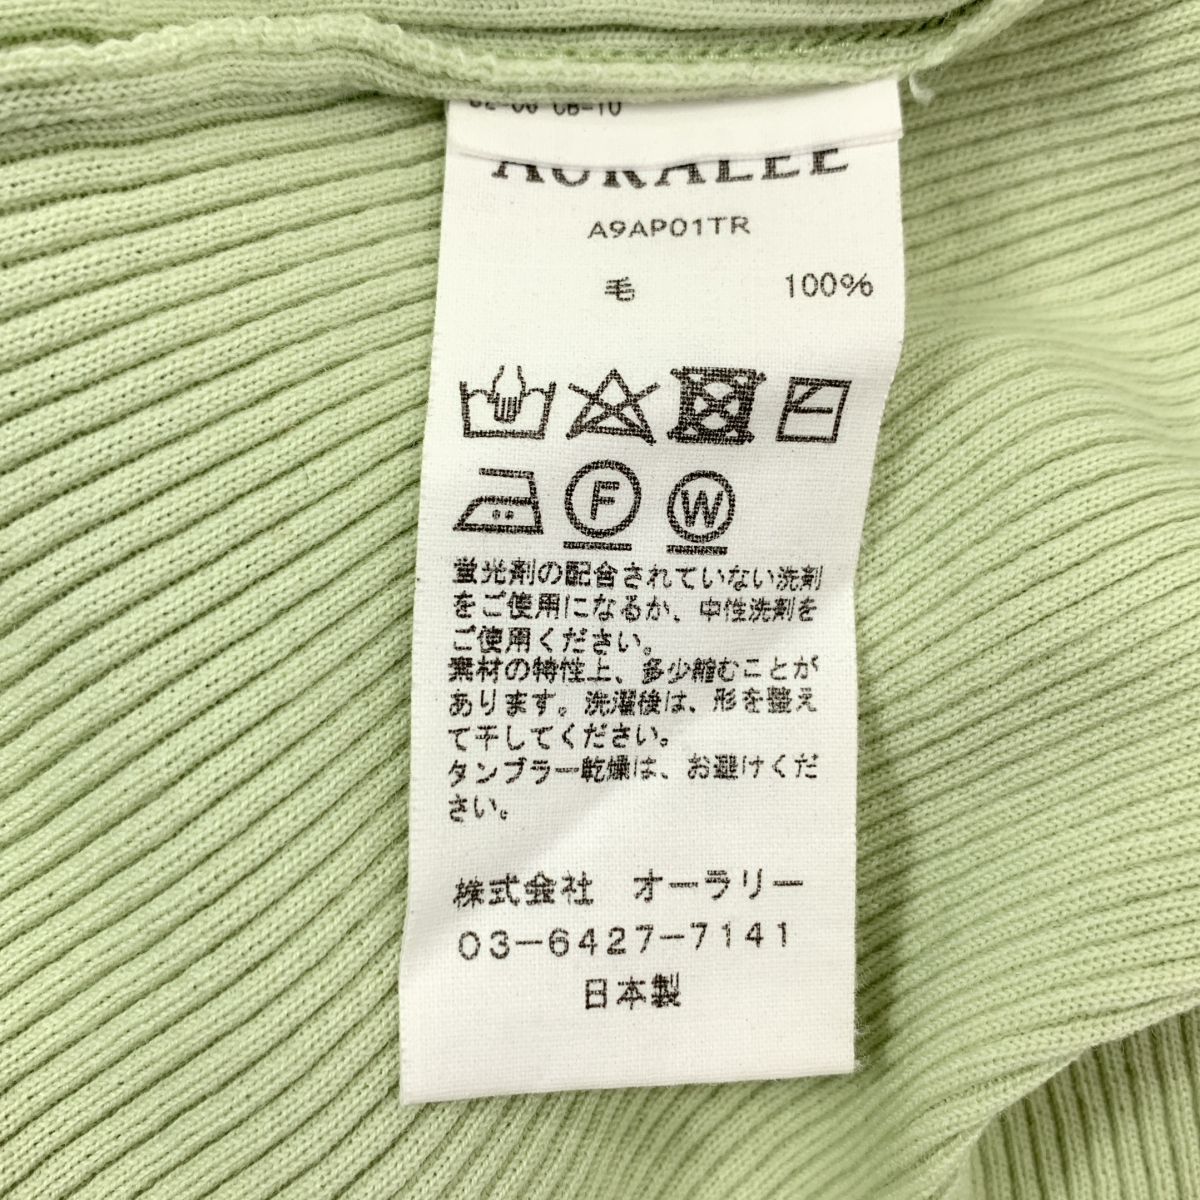 AURALEE
A9AP01TR
毛 100%
F W
蛍光剤の配合されていない洗剤
をご使用になるか、中性洗剤を
ご使用ください。
素材の特性上、多少縮むことが
あります。洗濯後は、形を整え
て干してください。
タンブラー乾燥は、お避けくだ
さい。
株式会社 オーラリー
03-6427-7141
日本製